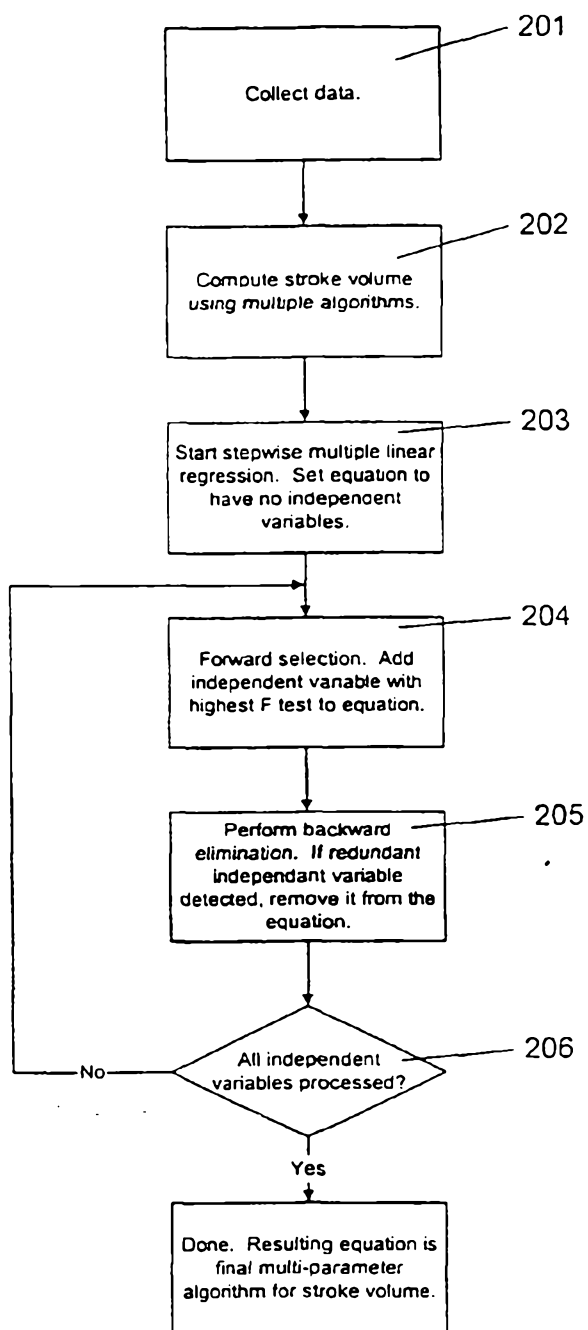 201
Collect data.
202
Compute stroke volume
using multiple algorithms.
203
Start stepwise multiple linear
regression. Set equation to
have no independent
variables.
204
Forward selection. Add
independent variable with
highest F test to equation.
205
Perform backward
elimination. If redundant
independant variable
detected, remove it from the
equation.
206
All independent
variables processed?
No
Yes
Done. Resulting equation is
final multi-parameter
algorithm for stroke volume.